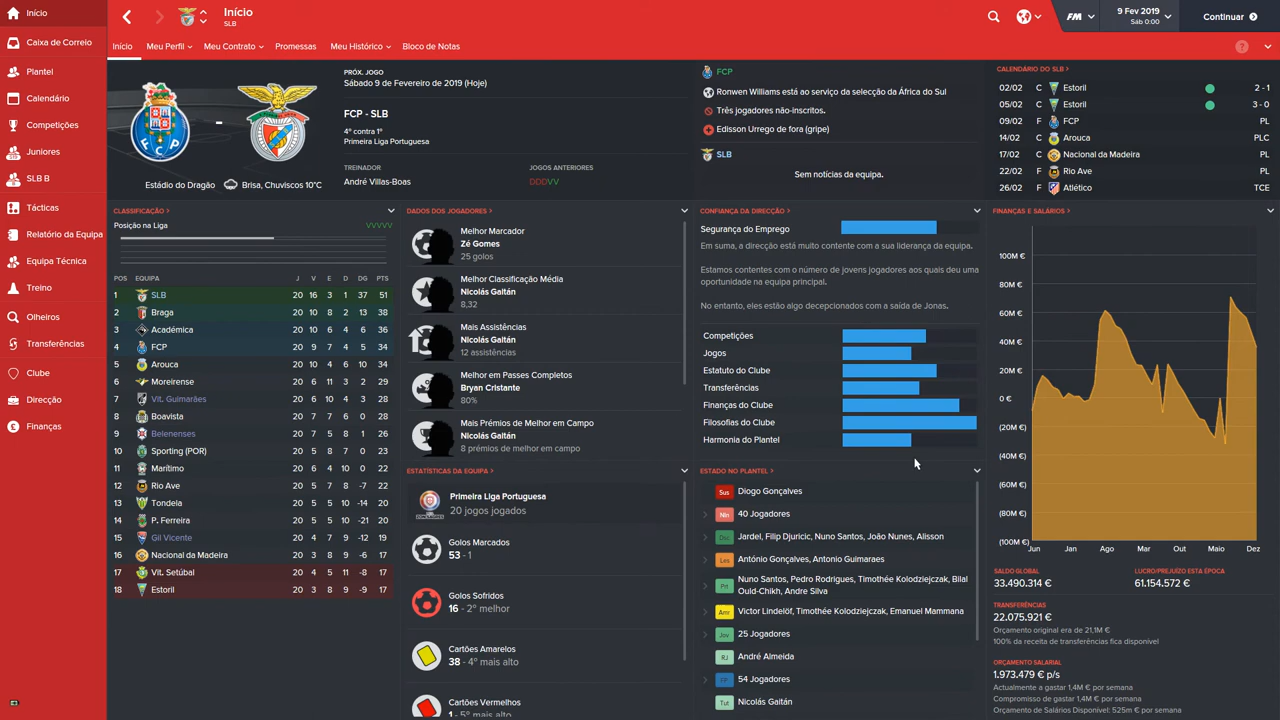 Início
Caixa de Correio
Plantel
Calendário
Competições
Juniores
SLB B
Tácticas
Relatório da Equipa
Equipa Técnica
Treino
Olheiros
Transferências
Clube
Direcção
Finanças
Início
SLB
FM
9 Fev 2019
Sáb 0:00
Continuar
Início Meu Perfil Meu Contrato Promessas Meu Histórico Bloco de Notas
?
PRÓX. JOGO
Sábado 9 de Fevereiro de 2019 (Hoje)
FCP - SLB
4º contra 1º
Primeira Liga Portuguesa
TREINADOR
André Villas-Boas
JOGOS ANTERIORES
DDDVV
-
Estádio do Dragão
Brisa, Chuviscos 10°C
FCP
Ronwen Williams está ao serviço da selecção da África do Sul
Três jogadores não-inscritos.
Edisson Urrego de fora (gripe)
SLB
Sem notícias da equipa.
CALENDÁRIO DO SLB >
02/02 C Estoril 2 - 1
05/02 C Estoril 3 - 0
09/02 F FCP PL
14/02 C Arouca PLC
17/02 C Nacional da Madeira PL
22/02 F Rio Ave PL
26/02 F Atlético TCE
CLASSIFICAÇÃO >
Posição na Liga VVVVV
POS EQUIPA J V E D DG PTS
1 SLB 20 16 3 1 37 51
2 Braga 20 10 8 2 13 38
3 Académica 20 10 6 4 6 36
4 FCP 20 9 7 4 5 34
5 Arouca 20 10 4 6 10 34
6 Moreirense 20 6 11 3 2 29
7 Vit. Guimarães 20 6 10 4 3 28
8 Boavista 20 7 7 6 0 28
9 Belenenses 20 7 5 8 1 26
10 Sporting (POR) 20 5 8 7 0 23
11 Marítimo 20 6 4 10 0 22
12 Rio Ave 20 5 7 8 -7 22
13 Tondela 20 5 5 10 -14 20
14 P. Ferreira 20 5 5 10 -21 20
15 Gil Vicente 20 4 7 9 -12 19
16 Nacional da Madeira 20 3 8 9 -6 17
17 Vit. Setúbal 20 4 5 11 -8 17
18 Estoril 20 3 8 9 -9 17
DADOS DOS JOGADORES >
Melhor Marcador
Zé Gomes
25 golos
Melhor Classificação Média
Nicolás Gaitán
8,32
Mais Assistências
Nicolás Gaitán
12 assistências
Melhor em Passes Completos
Bryan Cristante
80%
Mais Prémios de Melhor em Campo
Nicolás Gaitán
8 prémios de melhor em campo
ESTATÍSTICAS DA EQUIPA >
Primeira Liga Portuguesa
20 jogos jogados
Golos Marcados
53 - 1
Golos Sofridos
16 - 2º melhor
Cartões Amarelos
38 - 4º mais alto
Cartões Vermelhos
1 - 5º mais alto
CONFIANÇA DA DIRECÇÃO >
Segurança do Emprego
Em suma, a direcção está muito contente com a sua liderança da equipa.
Estamos contentes com o número de jovens jogadores aos quais deu uma
oportunidade na equipa principal.
No entanto, eles estão algo decepcionados com a saída de Jonas.
Competições
Jogos
Estatuto do Clube
Transferências
Finanças do Clube
Filosofias do Clube
Harmonia do Plantel
ESTADO NO PLANTEL >
Sus Diogo Gonçalves
NIn 40 Jogadores
Jardel, Filip Djuricic, Nuno Santos, João Nunes, Alisson
Les António Gonçalves, Antonio Guimaraes
Prt Nuno Santos, Pedro Rodrigues, Timothée Kolodziejczak, Bilal
Ould-Chikh, Andre Silva
Amr Victor Lindelöf, Timothée Kolodziejczak, Emanuel Mammana
Jov 25 Jogadores
RJ André Almeida
FP 54 Jogadores
Tut Nicolás Gaitán
FINANÇAS E SALÁRIOS >
100M €
80M €
60M €
40M €
20M €
0 €
(20M €)
(40M €)
(60M €)
(80M €)
(100M €)
Jun Jan Ago Mar Out Maio Dez
SALDO GLOBAL
33.490.314 €
LUCRO/PREJUÍZO ESTA ÉPOCA
61.154.572 €
TRANSFERÊNCIAS
22.075.921 €
Orçamento original era de 21,1M €
100% da receita de transferências fica disponível
ORÇAMENTO SALARIAL
1.973.479 € p/s
Actualmente a gastar 1,4M € por semana
Compromisso de gastar 1,4M € por semana
Orçamento de Salários Disponível: 525m € por semana